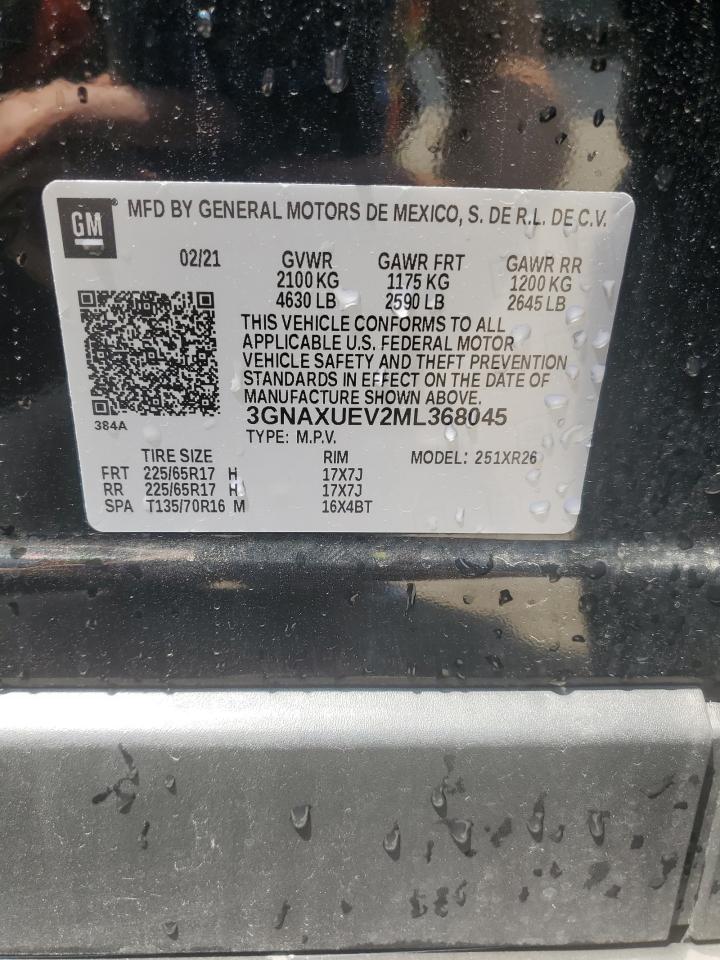 GM MFD BY GENERAL MOTORS DE MEXICO, S. DE R.L. DE C.V.
02/21 GVWR GAWR FRT GAWR RR
2100 KG 1175 KG 1200 KG
4630 LB 2590 LB 2645 LB
THIS VEHICLE CONFORMS TO ALL
APPLICABLE U.S. FEDERAL MOTOR
VEHICLE SAFETY AND THEFT PREVENTION
STANDARDS IN EFFECT ON THE DATE OF
MANUFACTURE SHOWN ABOVE.
384A 3GNAXUEV2ML368045
TYPE: M.P.V.
TIRE SIZE RIM MODEL: 251XR26
FRT 225/65R17 H 17X7J
RR 225/65R17 H 17X7J
SPA T135/70R16 M 16X4BT